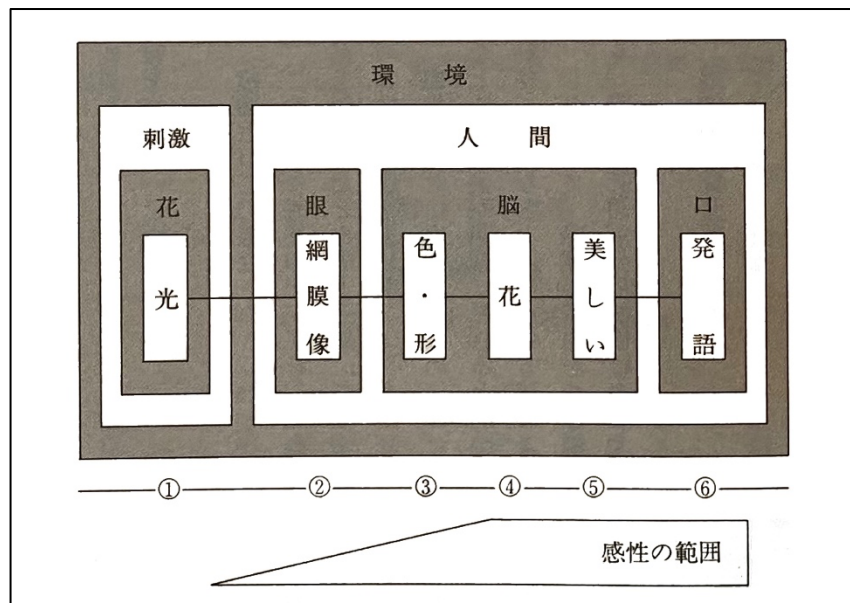 環境
刺激
人間
花
眼
脳
口
光
網膜像
色・形
花
美しい
発語
①
②
③
④
⑤
⑥
感性の範囲